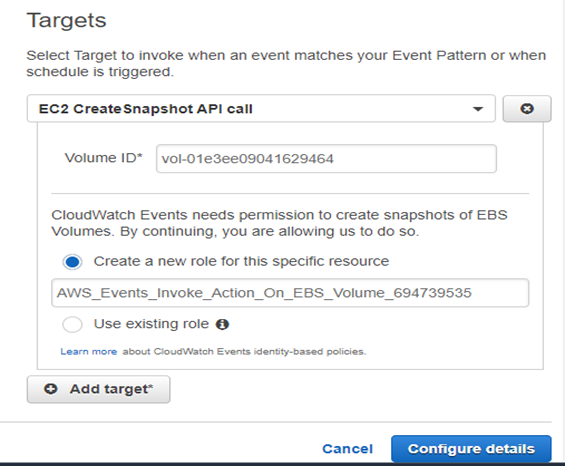 Targets
Select Target to invoke when an event matches your Event Pattern or when
schedule is triggered.
EC2 CreateSnapshot API call
Volume ID* vol-01e3ee09041629464
CloudWatch Events needs permission to create snapshots of EBS
Volumes. By continuing, you are allowing us to do so.
Create a new role for this specific resource
AWS_Events_Invoke_Action_On_EBS_Volume_694739535
Use existing role
Learn more about CloudWatch Events identity-based policies.
Add target*
Cancel Configure details